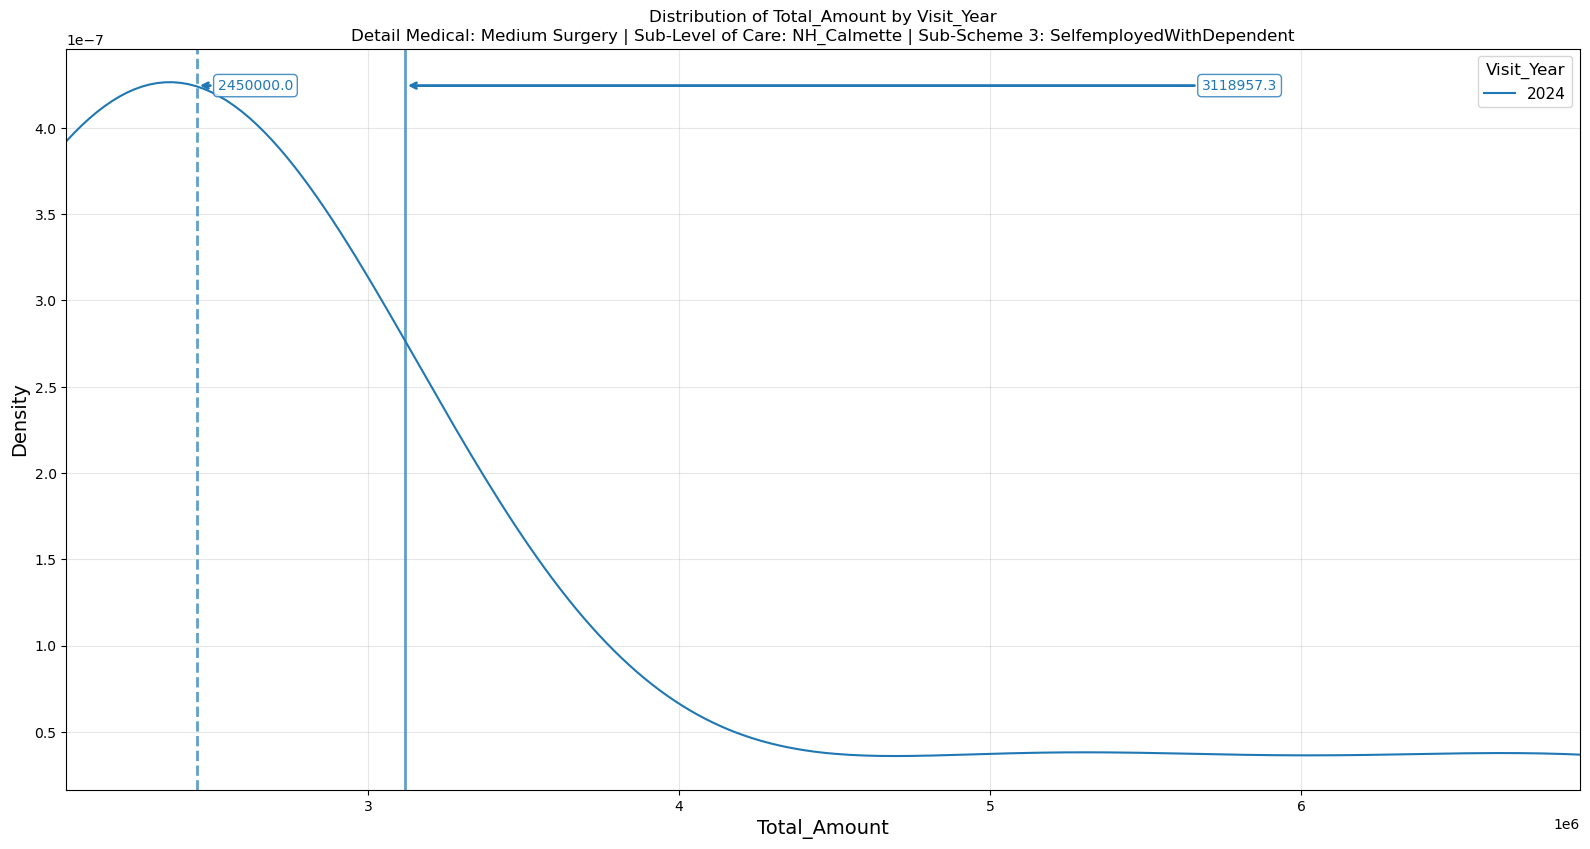 Distribution of Total_Amount by Visit_Year
Detail Medical: Medium Surgery | Sub-Level of Care: NH_Calmette | Sub-Scheme 3: SelfemployedWithDependent
1e−7
2450000.0
3118957.3
Visit_Year
2024
4.0
3.5
3.0
2.5
2.0
1.5
1.0
0.5
Density
3
4
5
6
1e6
Total_Amount